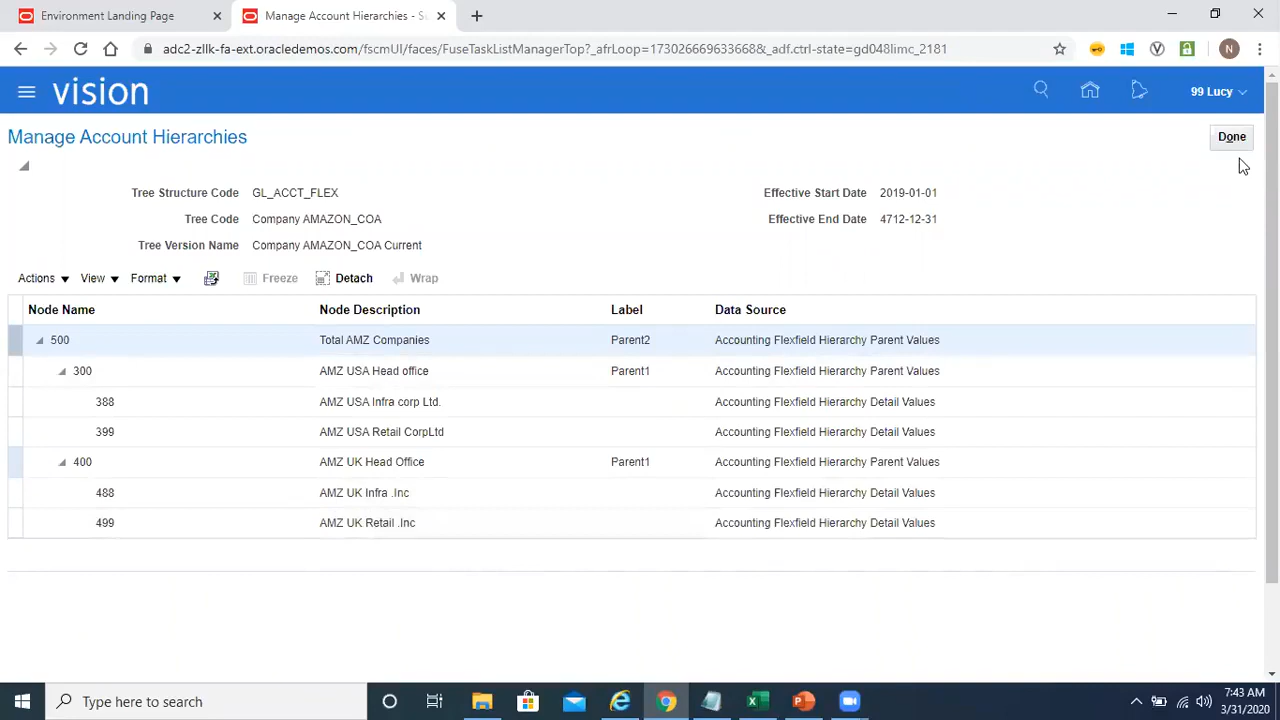 Environment Landing Page
Manage Account Hierarchies - Su
adc2-zllk-fa-ext.oracledemos.com/fscmUI/faces/FuseTaskListManagerTop?_afrLoop=173026669633668&_adf.ctrl-state=gd048limc_2181
N
vision
99 Lucy
Manage Account Hierarchies
Done
Tree Structure Code GL_ACCT_FLEX
Effective Start Date 2019-01-01
Tree Code Company AMAZON_COA
Effective End Date 4712-12-31
Tree Version Name Company AMAZON_COA Current
Actions View Format Freeze Detach Wrap
Node Name Node Description Label Data Source
500 Total AMZ Companies Parent2 Accounting Flexfield Hierarchy Parent Values
300 AMZ USA Head office Parent1 Accounting Flexfield Hierarchy Parent Values
388 AMZ USA Infra corp Ltd. Accounting Flexfield Hierarchy Detail Values
399 AMZ USA Retail CorpLtd Accounting Flexfield Hierarchy Detail Values
400 AMZ UK Head Office Parent1 Accounting Flexfield Hierarchy Parent Values
488 AMZ UK Infra .Inc Accounting Flexfield Hierarchy Detail Values
499 AMZ UK Retail .Inc Accounting Flexfield Hierarchy Detail Values
Type here to search
7:43 AM
3/31/2020